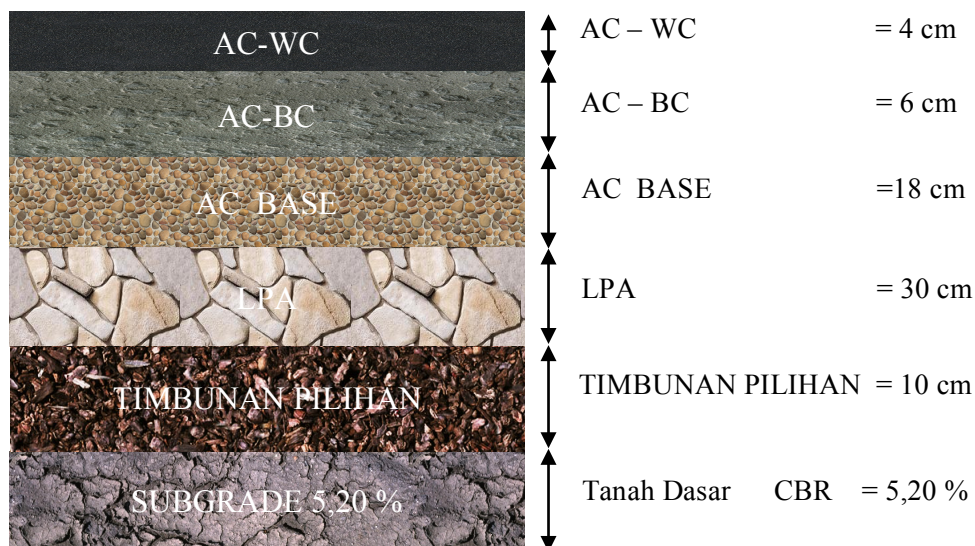 AC-WC
AC – WC = 4 cm
AC-BC
AC – BC = 6 cm
AC BASE
AC BASE =18 cm
LPA
LPA = 30 cm
TIMBUNAN PILIHAN
TIMBUNAN PILIHAN = 10 cm
SUBGRADE 5,20 %
Tanah Dasar CBR = 5,20 %